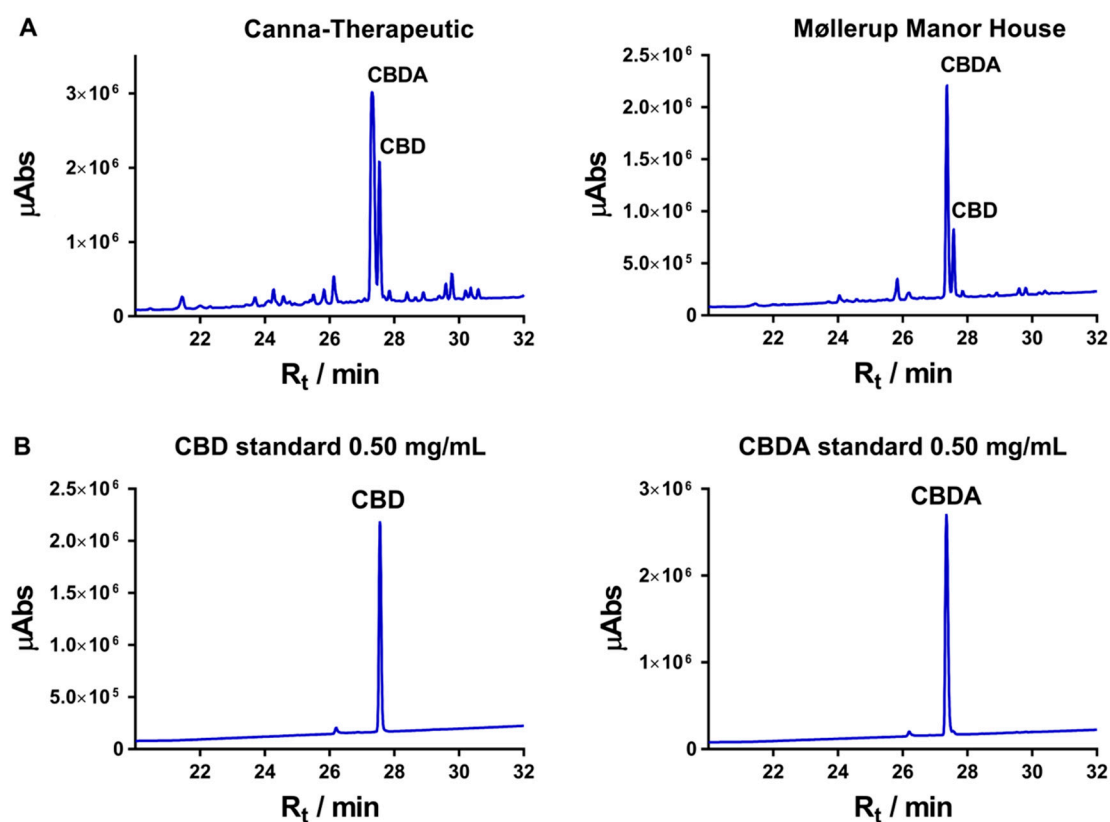 A
Canna-Therapeutic
CBDA
CBD
3×10⁶
2×10⁶
1×10⁶
0
µAbs
22 24 26 28 30 32
Rt / min
Møllerup Manor House
CBDA
CBD
2.5×10⁶
2.0×10⁶
1.5×10⁶
1.0×10⁶
5.0×10⁵
0
µAbs
22 24 26 28 30 32
Rt / min
B
CBD standard 0.50 mg/mL
CBD
2.5×10⁶
2.0×10⁶
1.5×10⁶
1.0×10⁶
5.0×10⁵
0
µAbs
22 24 26 28 30 32
Rt / min
CBDA standard 0.50 mg/mL
CBDA
3×10⁶
2×10⁶
1×10⁶
0
µAbs
22 24 26 28 30 32
Rt / min